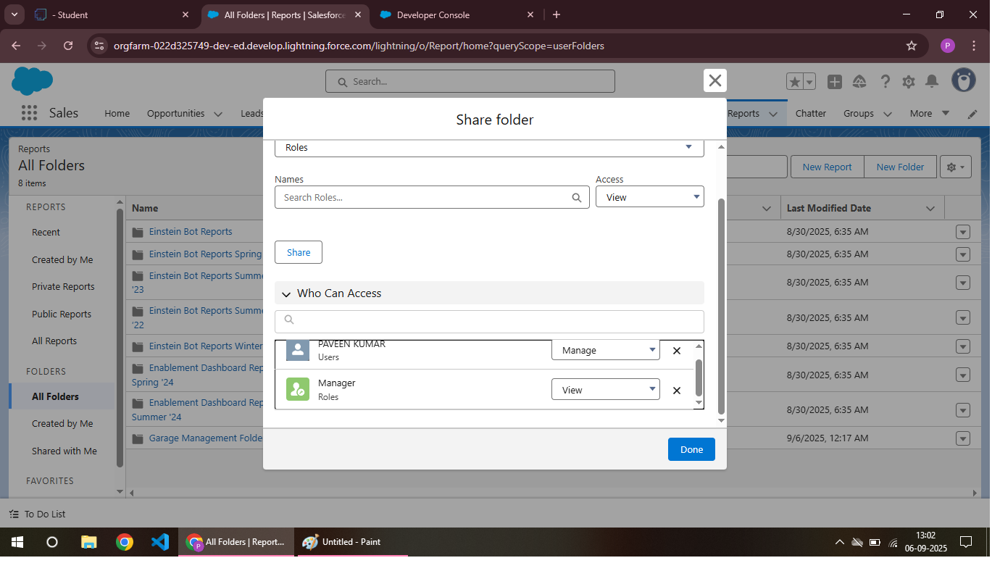 - Student
All Folders | Reports | Salesforce
Developer Console
orgfarm-022d325749-dev-ed.develop.lightning.force.com/lightning/o/Report/home?queryScope=userFolders
P
Search...
Sales
Home
Opportunities
Leads
Reports
Chatter
Groups
More
Share folder
Reports
All Folders
8 items
New Report
New Folder
REPORTS
Recent
Created by Me
Private Reports
Public Reports
All Reports
FOLDERS
All Folders
Created by Me
Shared with Me
FAVORITES
Name
Last Modified Date
Einstein Bot Reports
8/30/2025, 6:35 AM
Einstein Bot Reports Spring
8/30/2025, 6:35 AM
Einstein Bot Reports Summe
'23
8/30/2025, 6:35 AM
Einstein Bot Reports Summe
'22
8/30/2025, 6:35 AM
Einstein Bot Reports Winter
8/30/2025, 6:35 AM
Enablement Dashboard Rep
Spring '24
8/30/2025, 6:35 AM
Enablement Dashboard Rep
Summer '24
8/30/2025, 6:35 AM
Garage Management Folde
9/6/2025, 12:17 AM
Roles
Names
Access
Search Roles...
View
Share
Who Can Access
PAVEEN KUMAR
Users
Manage
Manager
Roles
View
Done
To Do List
P
All Folders | Report...
Untitled - Paint
13:02
06-09-2025